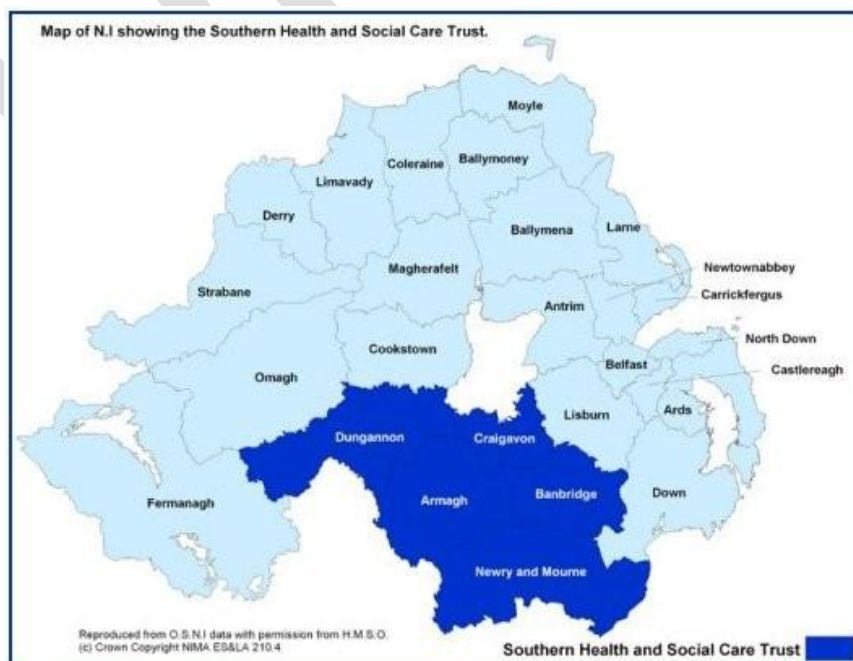 Map of N.I showing the Southern Health and Social Care Trust.
Moyle
Coleraine
Ballymoney
Limavady
Derry
Ballymena
Larne
Magherafelt
Newtownabbey
Strabane
Carrickfergus
Antrim
North Down
Cookstown
Belfast
Omagh
Castlereagh
Lisburn
Ards
Dungannon
Craigavon
Fermanagh
Armagh
Banbridge
Down
Newry and Mourne
Reproduced from O.S.N.I data with permission from H.M.S.O.
(c) Crown Copyright NIMA ES&LA 210.4
Southern Health and Social Care Trust